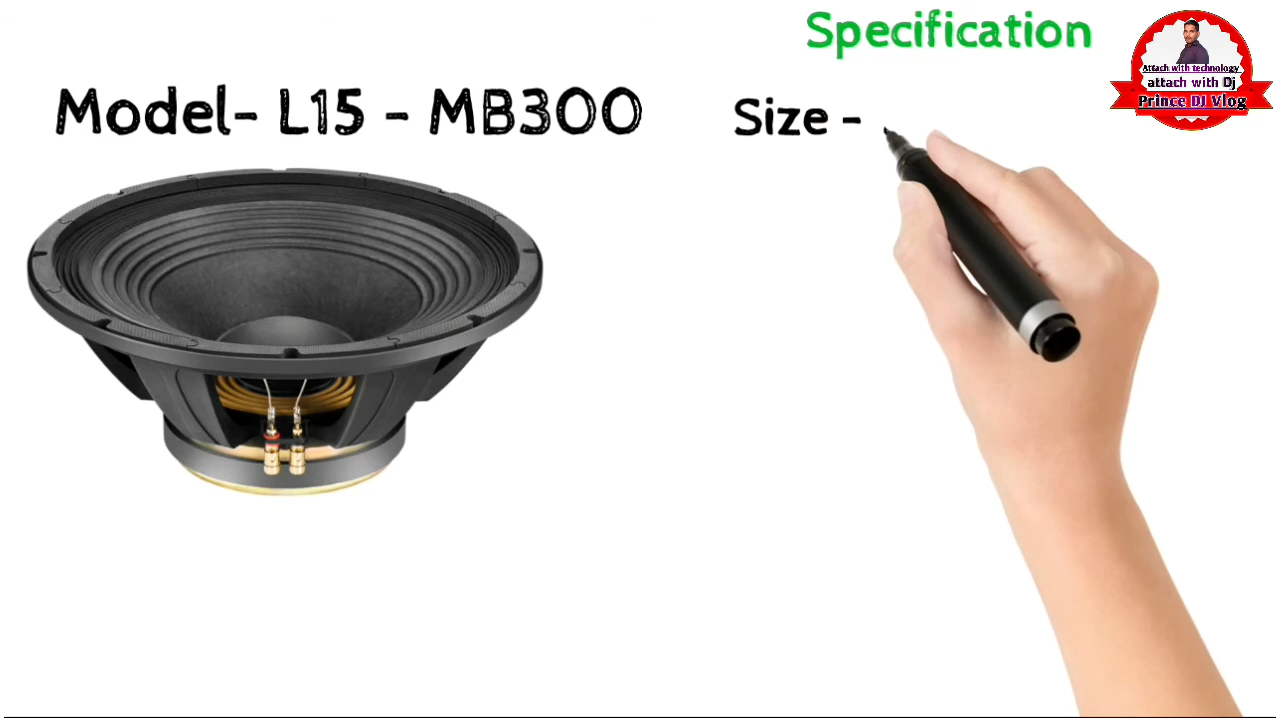 Specification
Model- L15 - MB300
Size -
Attach with technology
attach with Dj
Prince DJ Vlog